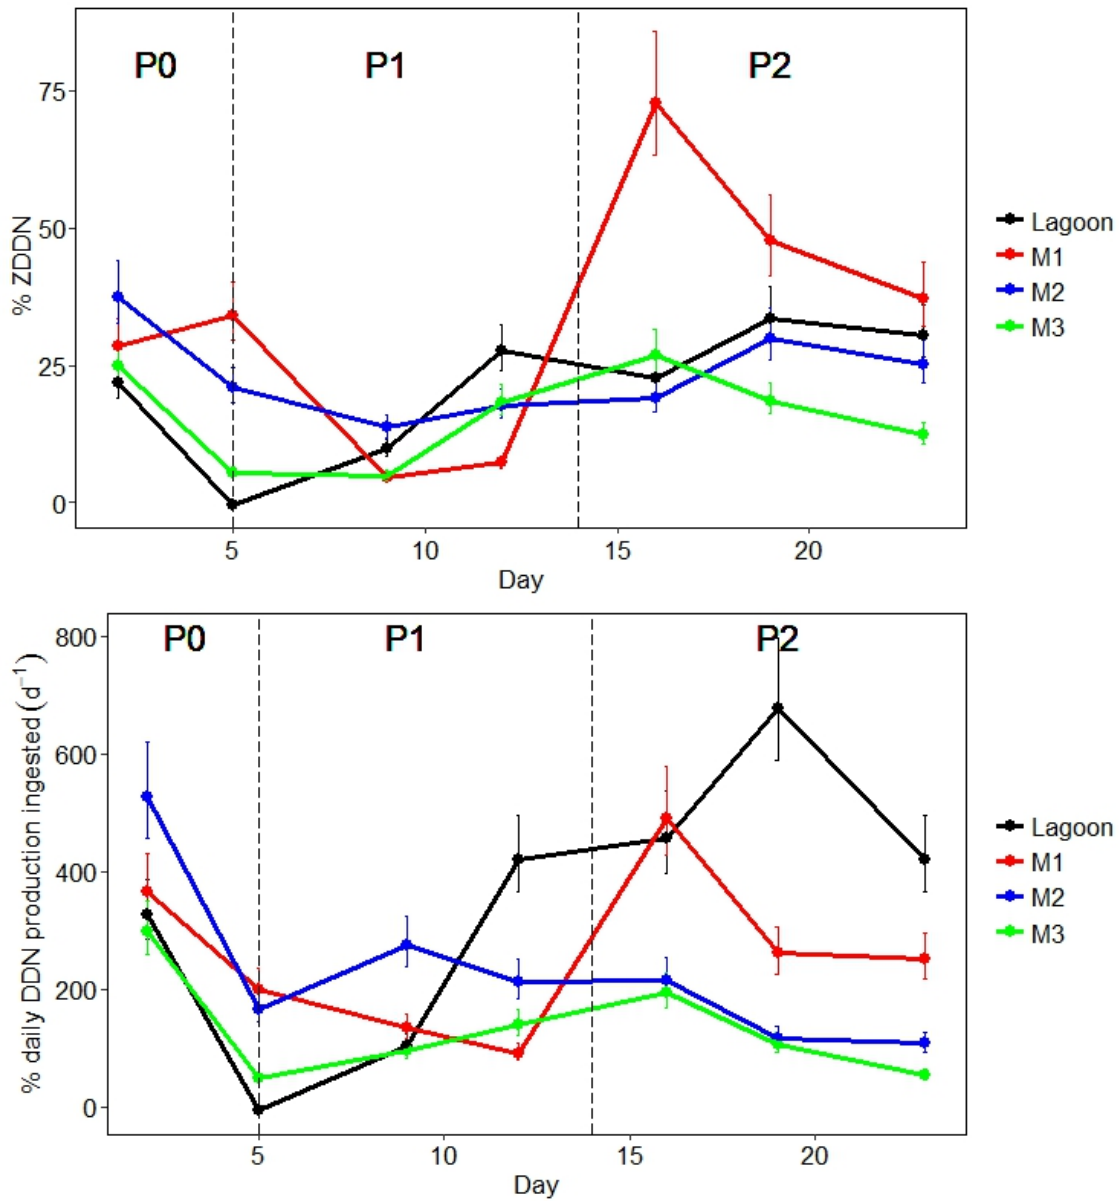 P0 P1 P2
75
50
25
0
% ZDDN
Lagoon
M1
M2
M3
5 10 15 20
Day
P0 P1 P2
800
600
400
200
0
% daily DDN production ingested (d⁻¹)
Lagoon
M1
M2
M3
5 10 15 20
Day